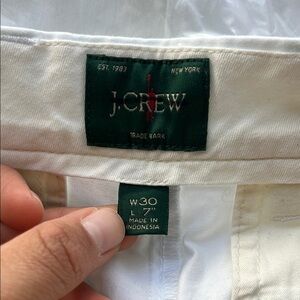 EST. 1983 NEW YORK
J.CREW
TRADE MARK
W30
L 7"
MADE IN
INDONESIA